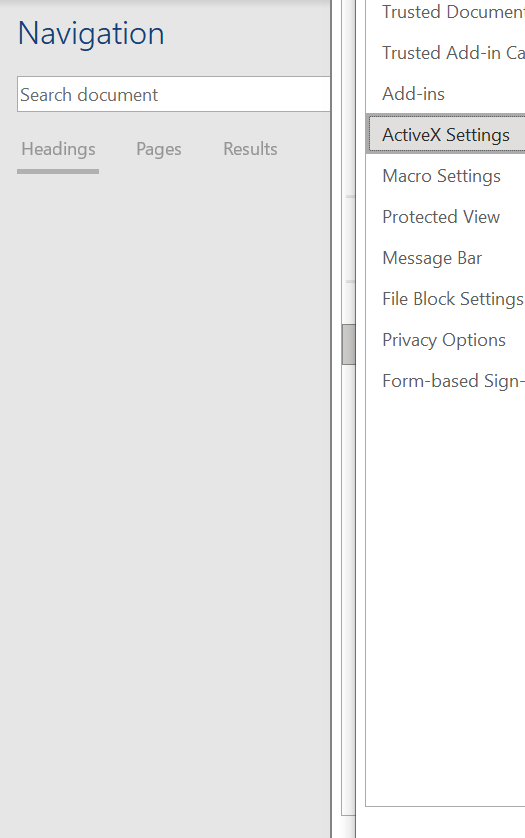 Navigation
Search document
Headings Pages Results
Trusted Documen
Trusted Add-in Ca
Add-ins
ActiveX Settings
Macro Settings
Protected View
Message Bar
File Block Settings
Privacy Options
Form-based Sign-